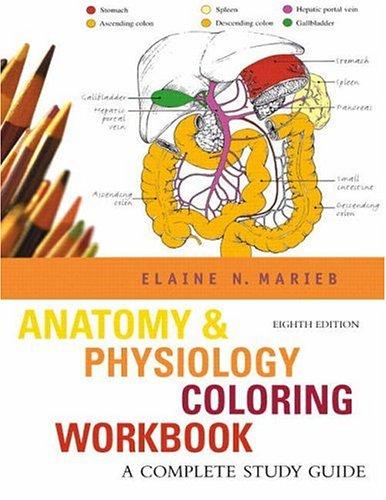 Stomach
Spleen
Hepatic portal vein
Ascending colon
Descending colon
Gallbladder
Stomach
Spleen
Pancreas
Gallbladder
Hepatic
portal
vein
Ascending
colon
Small
intestine
Descending
colon
ELAINE N. MARIEB
ANATOMY &
EIGHTH EDITION
PHYSIOLOGY
COLORING
WORKBOOK
A COMPLETE STUDY GUIDE